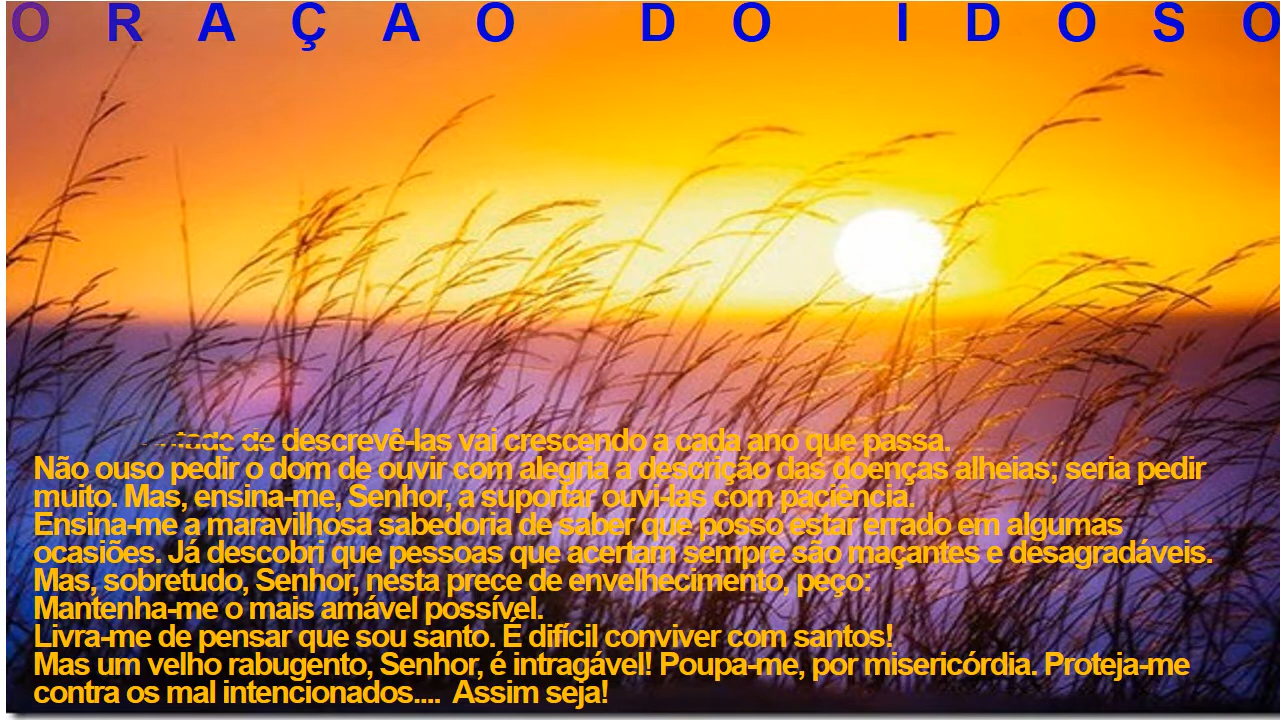 ORAÇÃO DO IDOSO
de descrevê-las vai crescendo a cada ano que passa.
Não ouso pedir o dom de ouvir com alegria a descrição das doenças alheias; seria pedir
muito. Mas, ensina-me, Senhor, a suportar ouvi-las com paciência.
Ensina-me a maravilhosa sabedoria de saber que posso estar errado em algumas
ocasiões. Já descobri que pessoas que acertam sempre são maçantes e desagradáveis.
Mas, sobretudo, Senhor, nesta prece de envelhecimento, peço:
Mantenha-me o mais amável possível.
Livra-me de pensar que sou santo. É difícil conviver com santos!
Mas um velho rabugento, Senhor, é intragável! Poupa-me, por misericórdia. Proteja-me
contra os mal intencionados.... Assim seja!